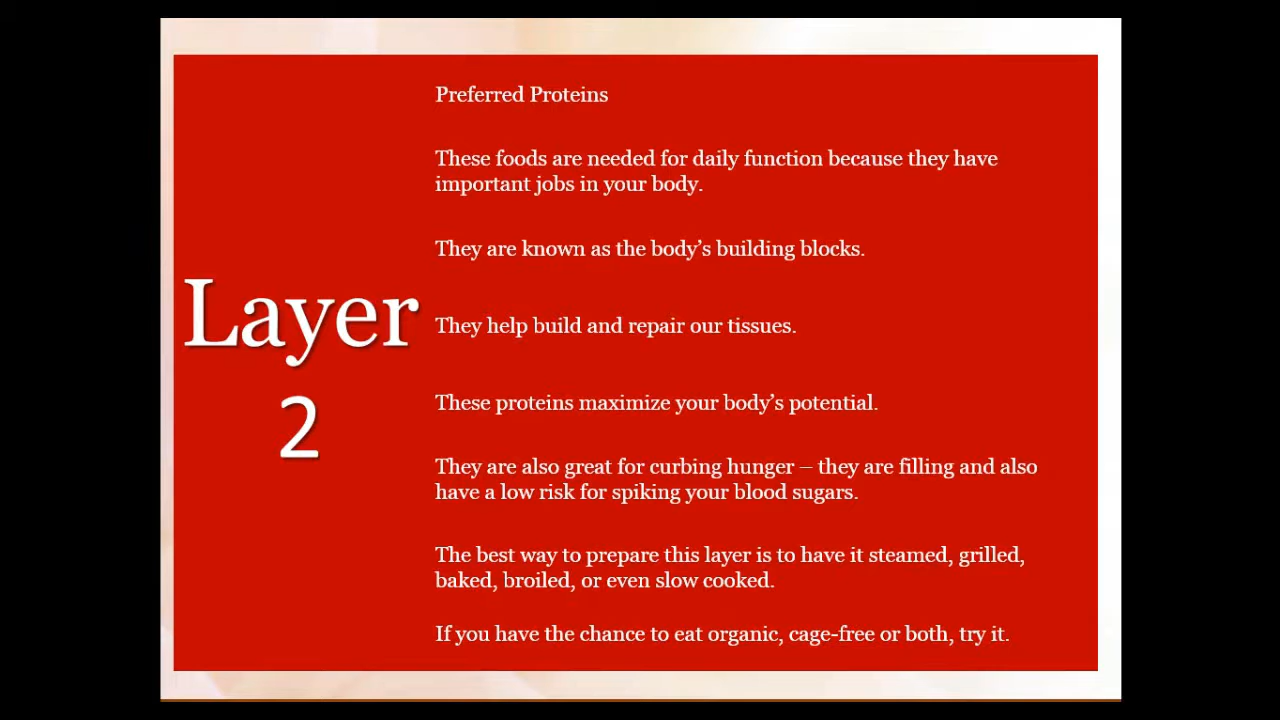 Layer
2
Preferred Proteins
These foods are needed for daily function because they have
important jobs in your body.
They are known as the body’s building blocks.
They help build and repair our tissues.
These proteins maximize your body’s potential.
They are also great for curbing hunger – they are filling and also
have a low risk for spiking your blood sugars.
The best way to prepare this layer is to have it steamed, grilled,
baked, broiled, or even slow cooked.
If you have the chance to eat organic, cage-free or both, try it.